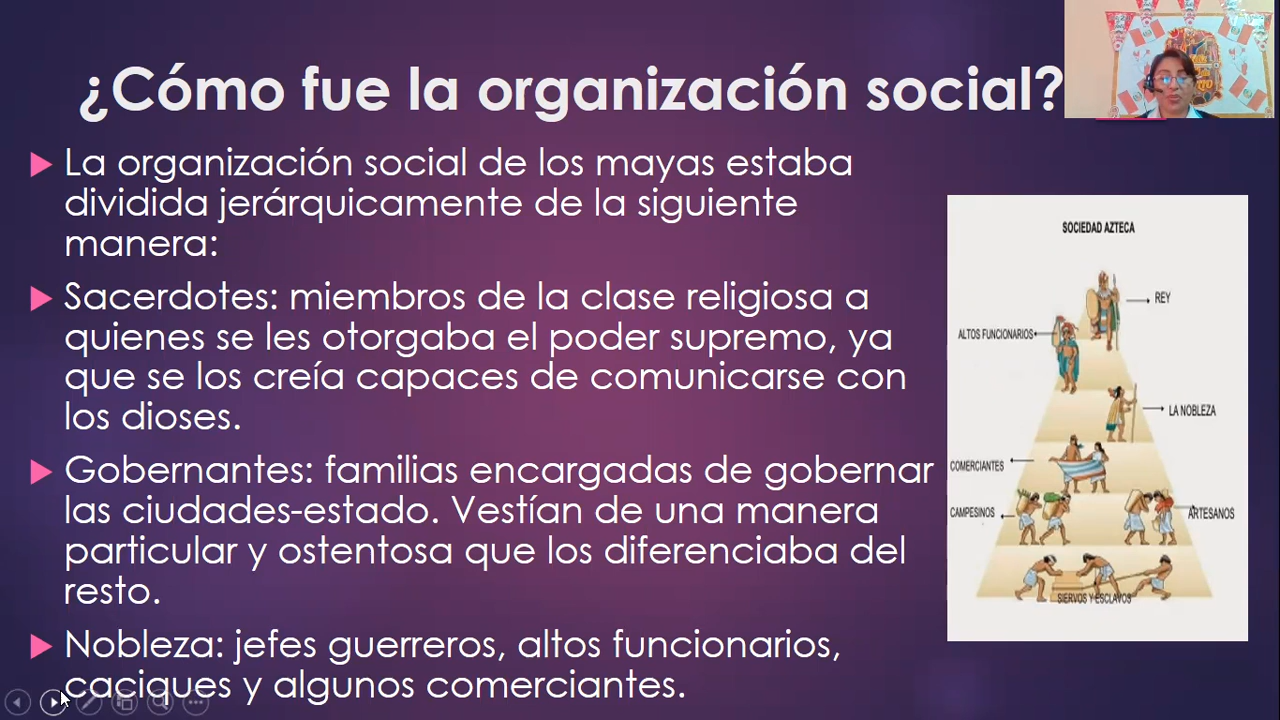 ¿Cómo fue la organización social?
La organización social de los mayas estaba
dividida jerárquicamente de la siguiente
manera:
Sacerdotes: miembros de la clase religiosa a
quienes se les otorgaba el poder supremo, ya
que se los creía capaces de comunicarse con
los dioses.
Gobernantes: familias encargadas de gobernar
las ciudades-estado. Vestían de una manera
particular y ostentosa que los diferenciaba del
resto.
Nobleza: jefes guerreros, altos funcionarios,
caciques y algunos comerciantes.
SOCIEDAD AZTECA
REY
ALTOS FUNCIONARIOS
LA NOBLEZA
COMERCIANTES
CAMPESINOS
ARTESANOS
SIERVOS Y ESCLAVOS